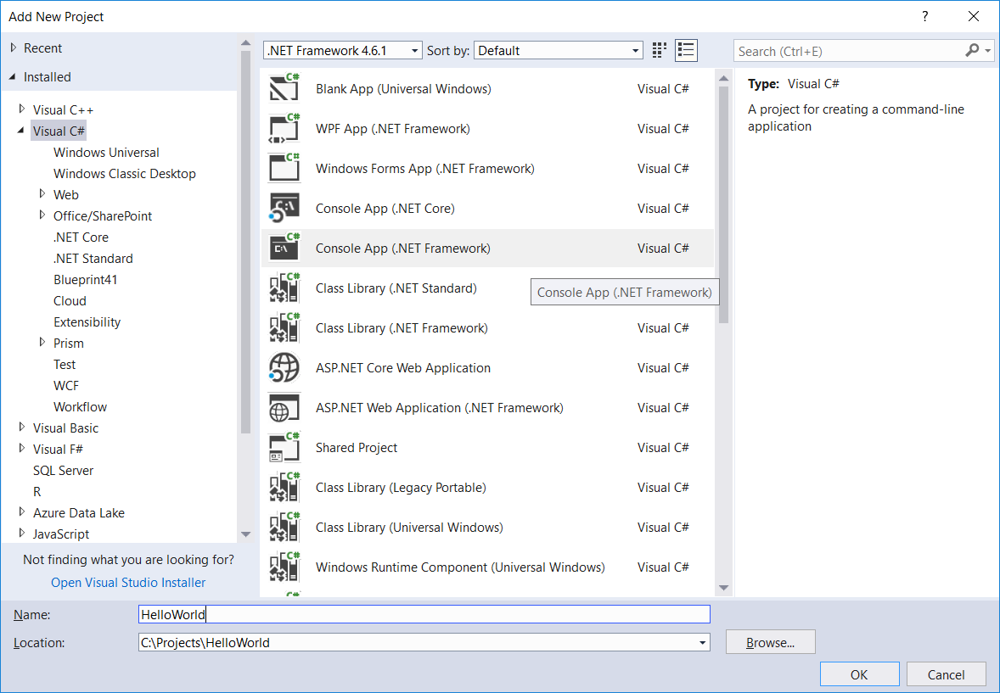 Add New Project
?
Recent
Installed
Visual C++
Visual C#
Windows Universal
Windows Classic Desktop
Web
Office/SharePoint
.NET Core
.NET Standard
Blueprint41
Cloud
Extensibility
Prism
Test
WCF
Workflow
Visual Basic
Visual F#
SQL Server
R
Azure Data Lake
JavaScript
Not finding what you are looking for?
Open Visual Studio Installer
.NET Framework 4.6.1 Sort by: Default
C# Blank App (Universal Windows) Visual C#
C# WPF App (.NET Framework) Visual C#
C# Windows Forms App (.NET Framework) Visual C#
C# C:\ Console App (.NET Core) Visual C#
C# C:\ Console App (.NET Framework) Visual C#
C# Class Library (.NET Standard)
Console App (.NET Framework)
C# Class Library (.NET Framework) Visual C#
ASP.NET Core Web Application Visual C#
ASP.NET Web Application (.NET Framework) Visual C#
C# Shared Project Visual C#
C# Class Library (Legacy Portable) Visual C#
C# Class Library (Universal Windows) Visual C#
C# Windows Runtime Component (Universal Windows) Visual C#
C#
Search (Ctrl+E)
Type: Visual C#
A project for creating a command-line
application
Name: HelloWorld
Location: C:\Projects\HelloWorld
Browse...
OK Cancel